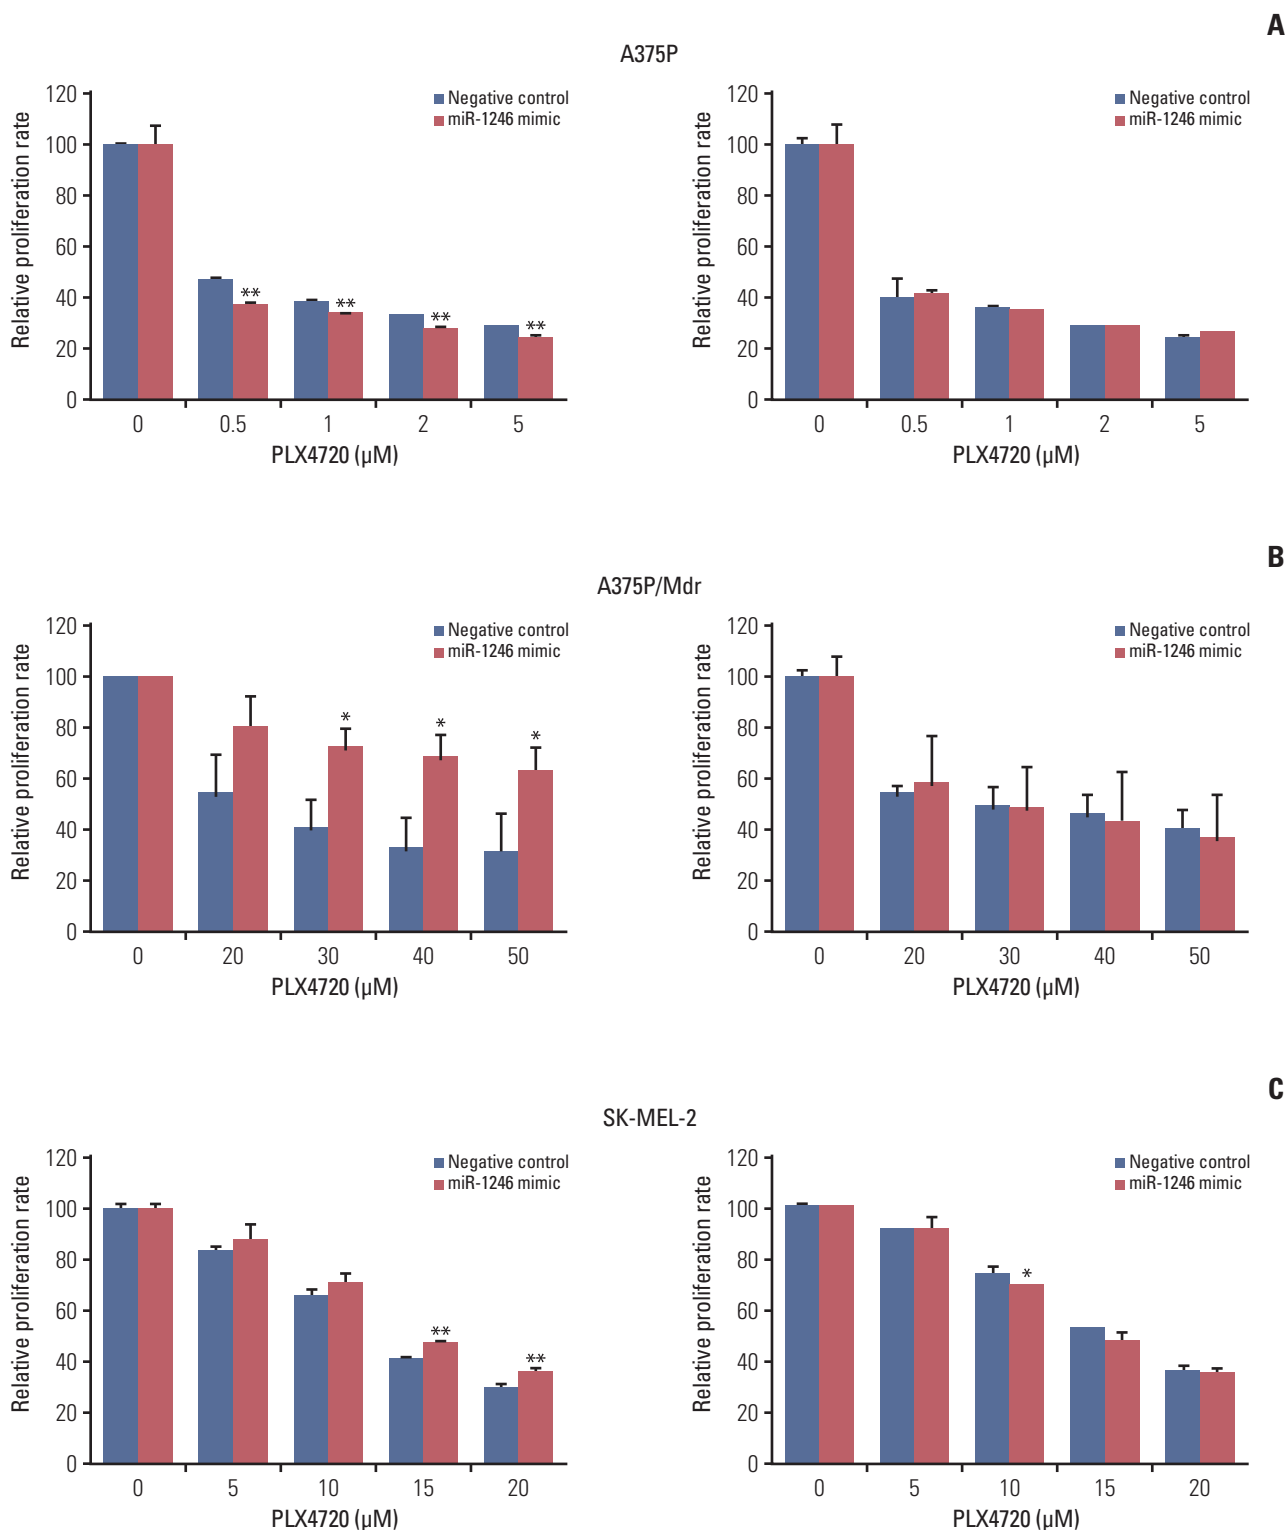 A
A375P
120
100
80
60
40
20
0
Relative proliferation rate
Negative control
miR-1246 mimic
**
**
**
**
0 0.5 1 2 5
PLX4720 (µM)
120
100
80
60
40
20
0
Relative proliferation rate
Negative control
miR-1246 mimic
0 0.5 1 2 5
PLX4720 (µM)
B
A375P/Mdr
120
100
80
60
40
20
0
Relative proliferation rate
Negative control
miR-1246 mimic
*
*
*
0 20 30 40 50
PLX4720 (µM)
120
100
80
60
40
20
0
Relative proliferation rate
Negative control
miR-1246 mimic
0 20 30 40 50
PLX4720 (µM)
C
SK-MEL-2
120
100
80
60
40
20
0
Relative proliferation rate
Negative control
miR-1246 mimic
**
**
0 5 10 15 20
PLX4720 (µM)
120
100
80
60
40
20
0
Relative proliferation rate
Negative control
miR-1246 mimic
*
0 5 10 15 20
PLX4720 (µM)